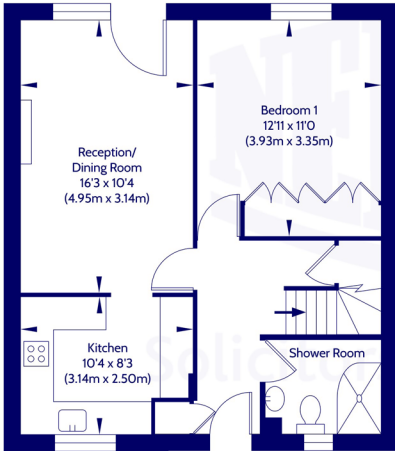 Bedroom 1
12'11 x 11'0
(3.93m x 3.35m)
Reception/
Dining Room
16'3 x 10'4
(4.95m x 3.14m)
Kitchen
10'4 x 8'3
(3.14m x 2.50m)
Shower Room